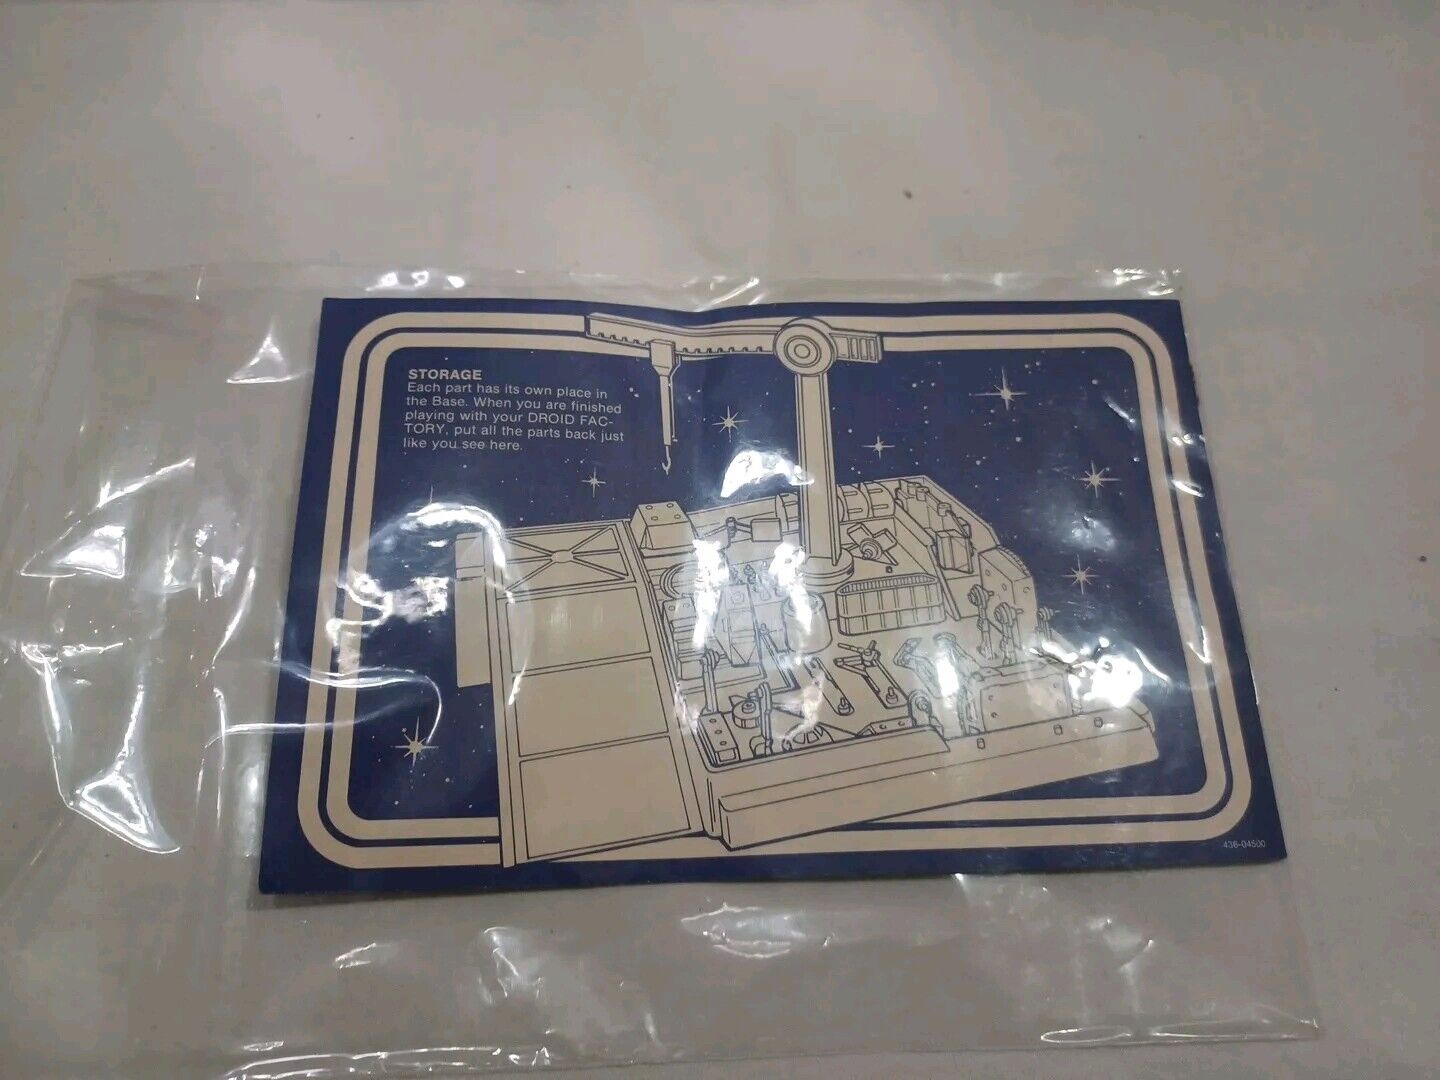 STORAGE
Each part has its own place in
the Base. When you are finished
playing with your DROID FAC-
TORY, put all the parts back just
like you see here.
436-04500